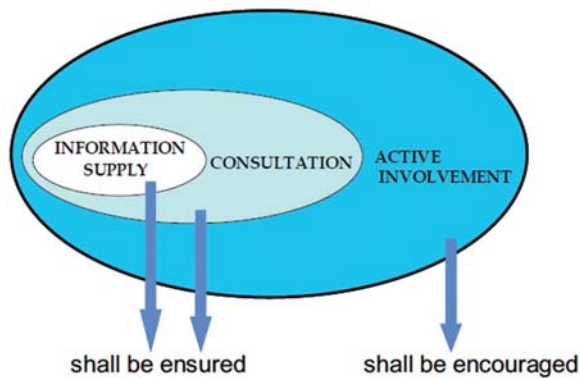 INFORMATION
SUPPLY
CONSULTATION
ACTIVE
INVOLVEMENT
shall be ensured
shall be encouraged